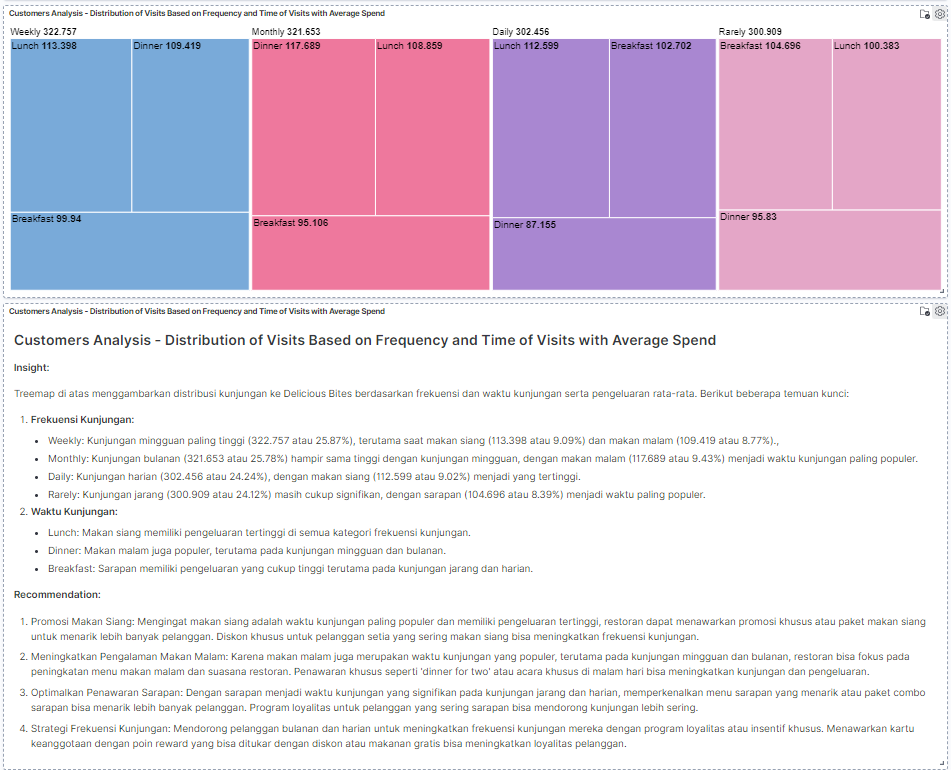 Customers Analysis - Distribution of Visits Based on Frequency and Time of Visits with Average Spend
Weekly 322.757
Lunch 113.398
Dinner 109.419
Breakfast 99.94
Monthly 321.653
Dinner 117.689
Lunch 108.859
Breakfast 95.106
Daily 302.456
Lunch 112.599
Breakfast 102.702
Dinner 87.155
Rarely 300.909
Breakfast 104.696
Lunch 100.383
Dinner 95.83
Customers Analysis - Distribution of Visits Based on Frequency and Time of Visits with Average Spend
Customers Analysis - Distribution of Visits Based on Frequency and Time of Visits with Average Spend
Insight:
Treemap di atas menggambarkan distribusi kunjungan ke Delicious Bites berdasarkan frekuensi dan waktu kunjungan serta pengeluaran rata-rata. Berikut beberapa temuan kunci:
1. Frekuensi Kunjungan:
• Weekly: Kunjungan mingguan paling tinggi (322.757 atau 25.87%), terutama saat makan siang (113.398 atau 9.09%) dan makan malam (109.419 atau 8.77%).,
• Monthly: Kunjungan bulanan (321.653 atau 25.78%) hampir sama tinggi dengan kunjungan mingguan, dengan makan malam (117.689 atau 9.43%) menjadi waktu kunjungan paling populer.
• Daily: Kunjungan harian (302.456 atau 24.24%), dengan makan siang (112.599 atau 9.02%) menjadi yang tertinggi.
• Rarely: Kunjungan jarang (300.909 atau 24.12%) masih cukup signifikan, dengan sarapan (104.696 atau 8.39%) menjadi waktu paling populer.
2. Waktu Kunjungan:
• Lunch: Makan siang memiliki pengeluaran tertinggi di semua kategori frekuensi kunjungan.
• Dinner: Makan malam juga populer, terutama pada kunjungan mingguan dan bulanan.
• Breakfast: Sarapan memiliki pengeluaran yang cukup tinggi terutama pada kunjungan jarang dan harian.
Recommendation:
1. Promosi Makan Siang: Mengingat makan siang adalah waktu kunjungan paling populer dan memiliki pengeluaran tertinggi, restoran dapat menawarkan promosi khusus atau paket makan siang
untuk menarik lebih banyak pelanggan. Diskon khusus untuk pelanggan setia yang sering makan siang bisa meningkatkan frekuensi kunjungan.
2. Meningkatkan Pengalaman Makan Malam: Karena makan malam juga merupakan waktu kunjungan yang populer, terutama pada kunjungan mingguan dan bulanan, restoran bisa fokus pada
peningkatan menu makan malam dan suasana restoran. Penawaran khusus seperti 'dinner for two' atau acara khusus di malam hari bisa meningkatkan kunjungan dan pengeluaran.
3. Optimalkan Penawaran Sarapan: Dengan sarapan menjadi waktu kunjungan yang signifikan pada kunjungan jarang dan harian, memperkenalkan menu sarapan yang menarik atau paket combo
sarapan bisa menarik lebih banyak pelanggan. Program loyalitas untuk pelanggan yang sering sarapan bisa mendorong kunjungan lebih sering.
4. Strategi Frekuensi Kunjungan: Mendorong pelanggan bulanan dan harian untuk meningkatkan frekuensi kunjungan mereka dengan program loyalitas atau insentif khusus. Menawarkan kartu
keanggotaan dengan poin reward yang bisa ditukar dengan diskon atau makanan gratis bisa meningkatkan loyalitas pelanggan.